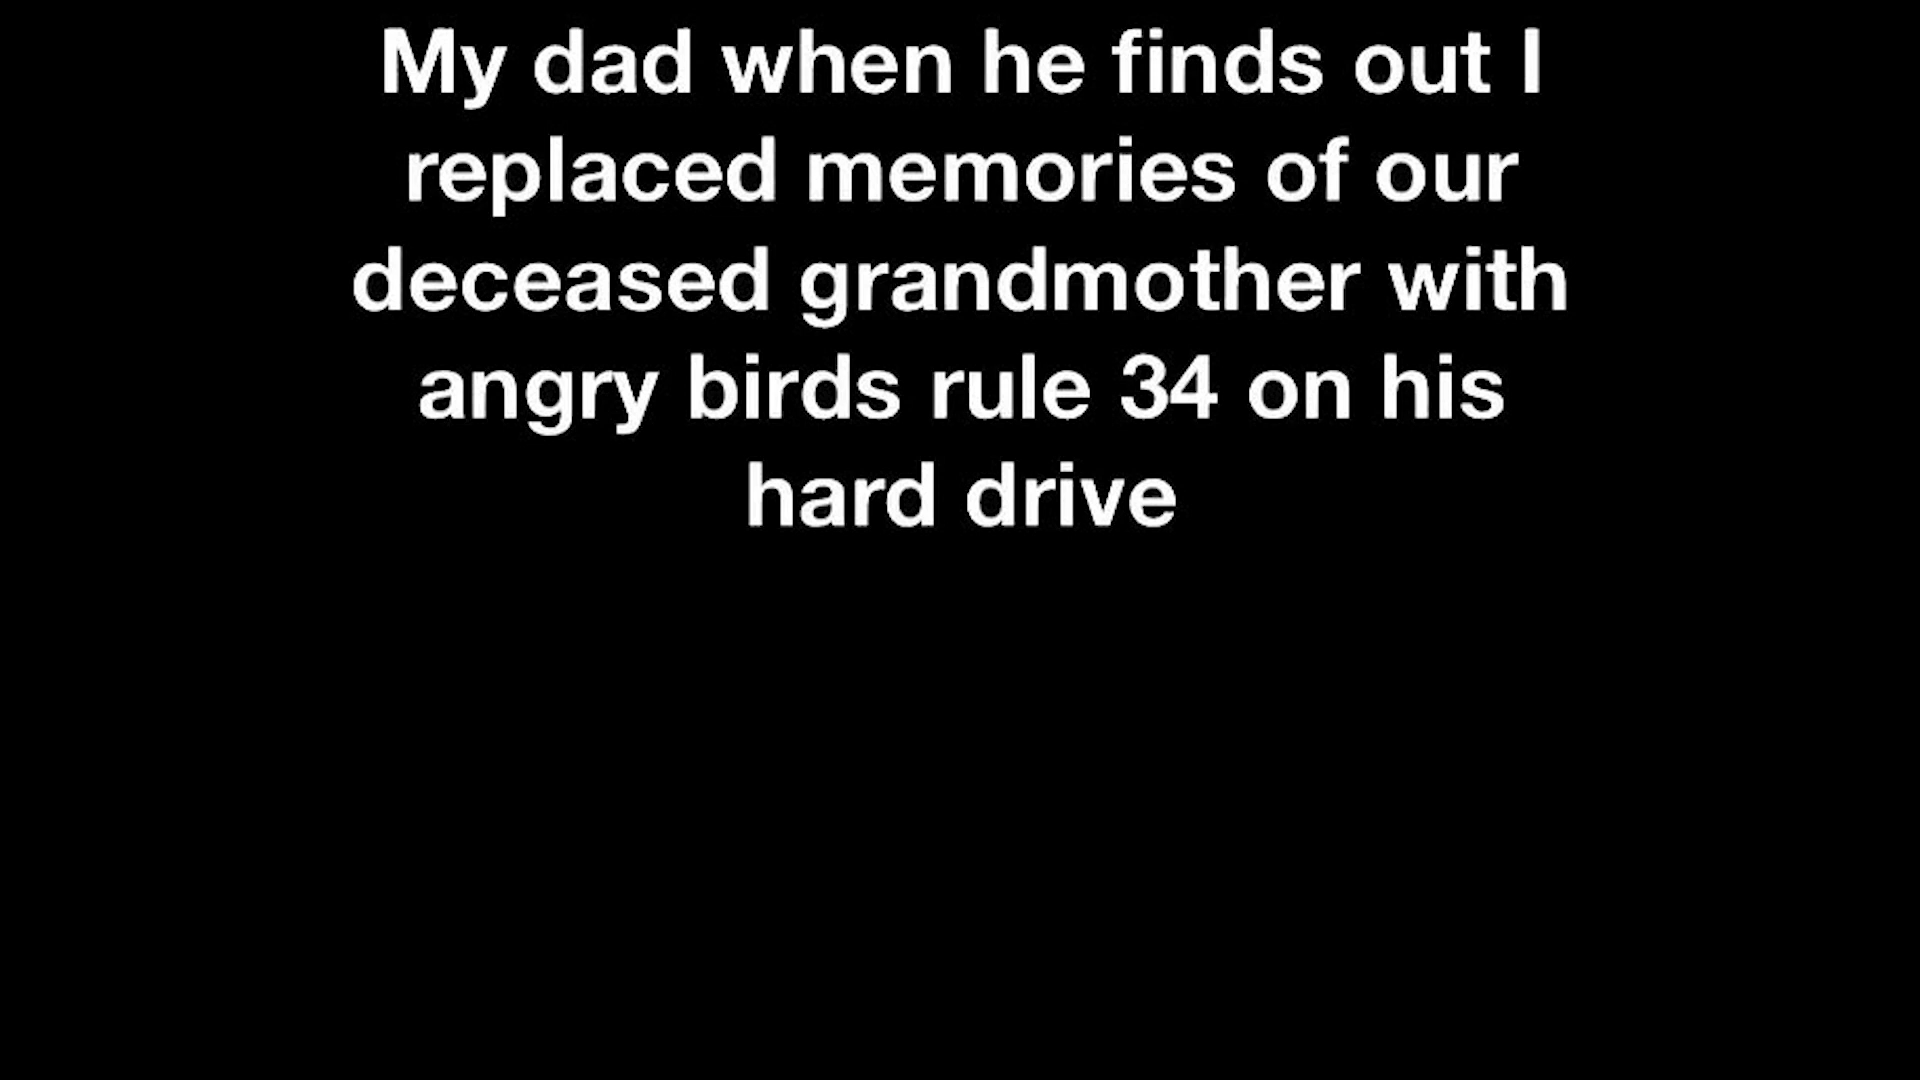 My dad when he finds out I
replaced memories of our
deceased grandmother with
angry birds rule 34 on his
hard drive